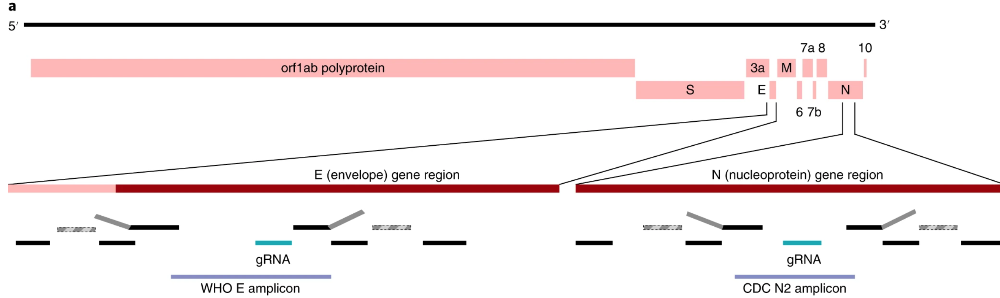 a
5′ 3′
7a 8 10
orf1ab polyprotein 3a M
S E N
6 7b
E (envelope) gene region N (nucleoprotein) gene region
gRNA gRNA
WHO E amplicon CDC N2 amplicon